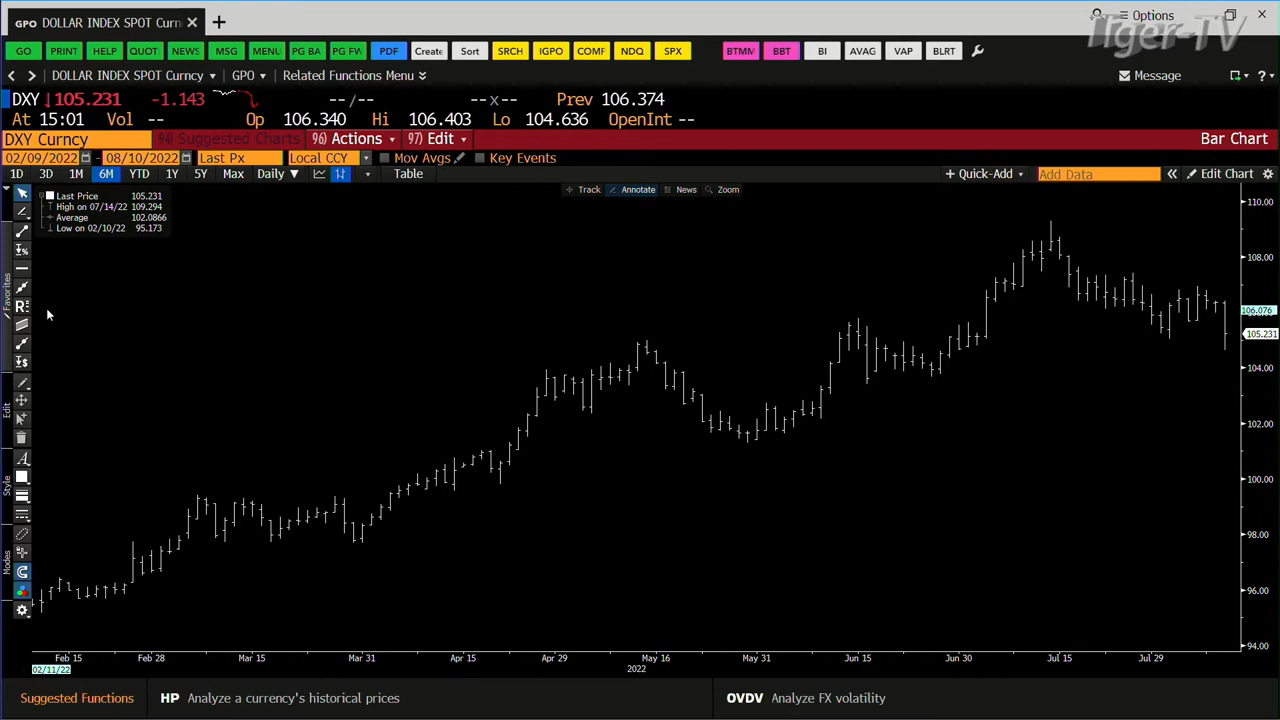 GPO DOLLAR INDEX SPOT Curn × +
Options
Tiger-TV
GO PRINT HELP QUOT NEWS MSG MENU PG BA PG FW PDF Create Sort SRCH IGPO COMF NDQ SPX BTMM BBT BI AVAG VAP BLRT
DOLLAR INDEX SPOT Curncy GPO Related Functions Menu Message ?
DXY ↓105.231 -1.143 --/-- --x-- Prev 106.374
At 15:01 Vol -- Op 106.340 Hi 106.403 Lo 104.636 OpenInt --
DXY Curncy 94) Suggested Charts 96) Actions 97) Edit Bar Chart
02/09/2022 - 08/10/2022 Last Px Local CCY Mov Avgs Key Events
1D 3D 1M 6M YTD 1Y 5Y Max Daily ▼ Table + Quick-Add Add Data « Edit Chart
Track Annotate News Zoom
Last Price 105.231
High on 07/14/22 109.294
Average 102.0866
Low on 02/10/22 95.173
Favorites
Edit
Style
Modes
110.00
108.00
106.076
105.231
104.00
102.00
100.00
98.00
96.00
94.00
Feb 15 Feb 28 Mar 15 Mar 31 Apr 15 Apr 29 May 16 May 31 Jun 15 Jun 30 Jul 15 Jul 29
02/11/22 2022
Suggested Functions HP Analyze a currency's historical prices OVDV Analyze FX volatility